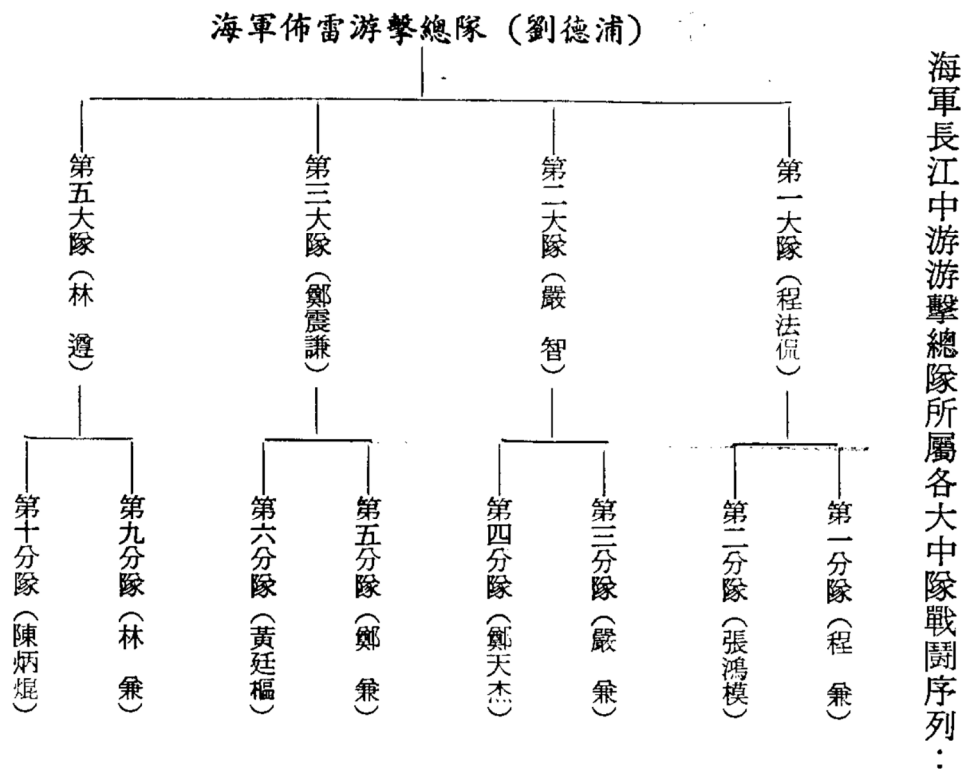 海軍長江中游游擊總隊所屬各大中隊戰鬪序列：
海軍佈雷游擊總隊（劉德浦）
第一大隊（程法侃）
第二大隊（嚴　智）
第三大隊（鄭震謙）
第五大隊（林　遵）
第一分隊（程　兼）
第二分隊（張鴻模）
第三分隊（嚴　兼）
第四分隊（鄭天杰）
第五分隊（鄭　兼）
第六分隊（黃廷樞）
第九分隊（林　兼）
第十分隊（陳炳焜）